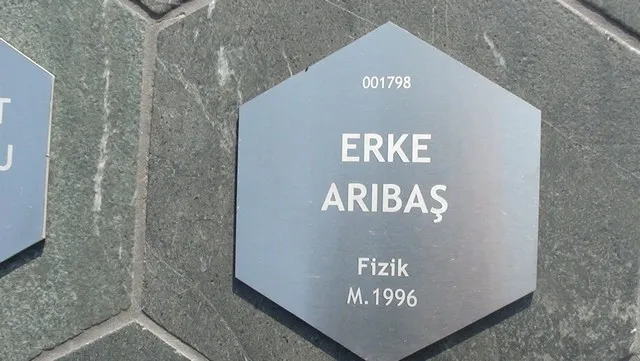 001798
ERKE
ARIBAŞ
Fizik
M.1996
T
U